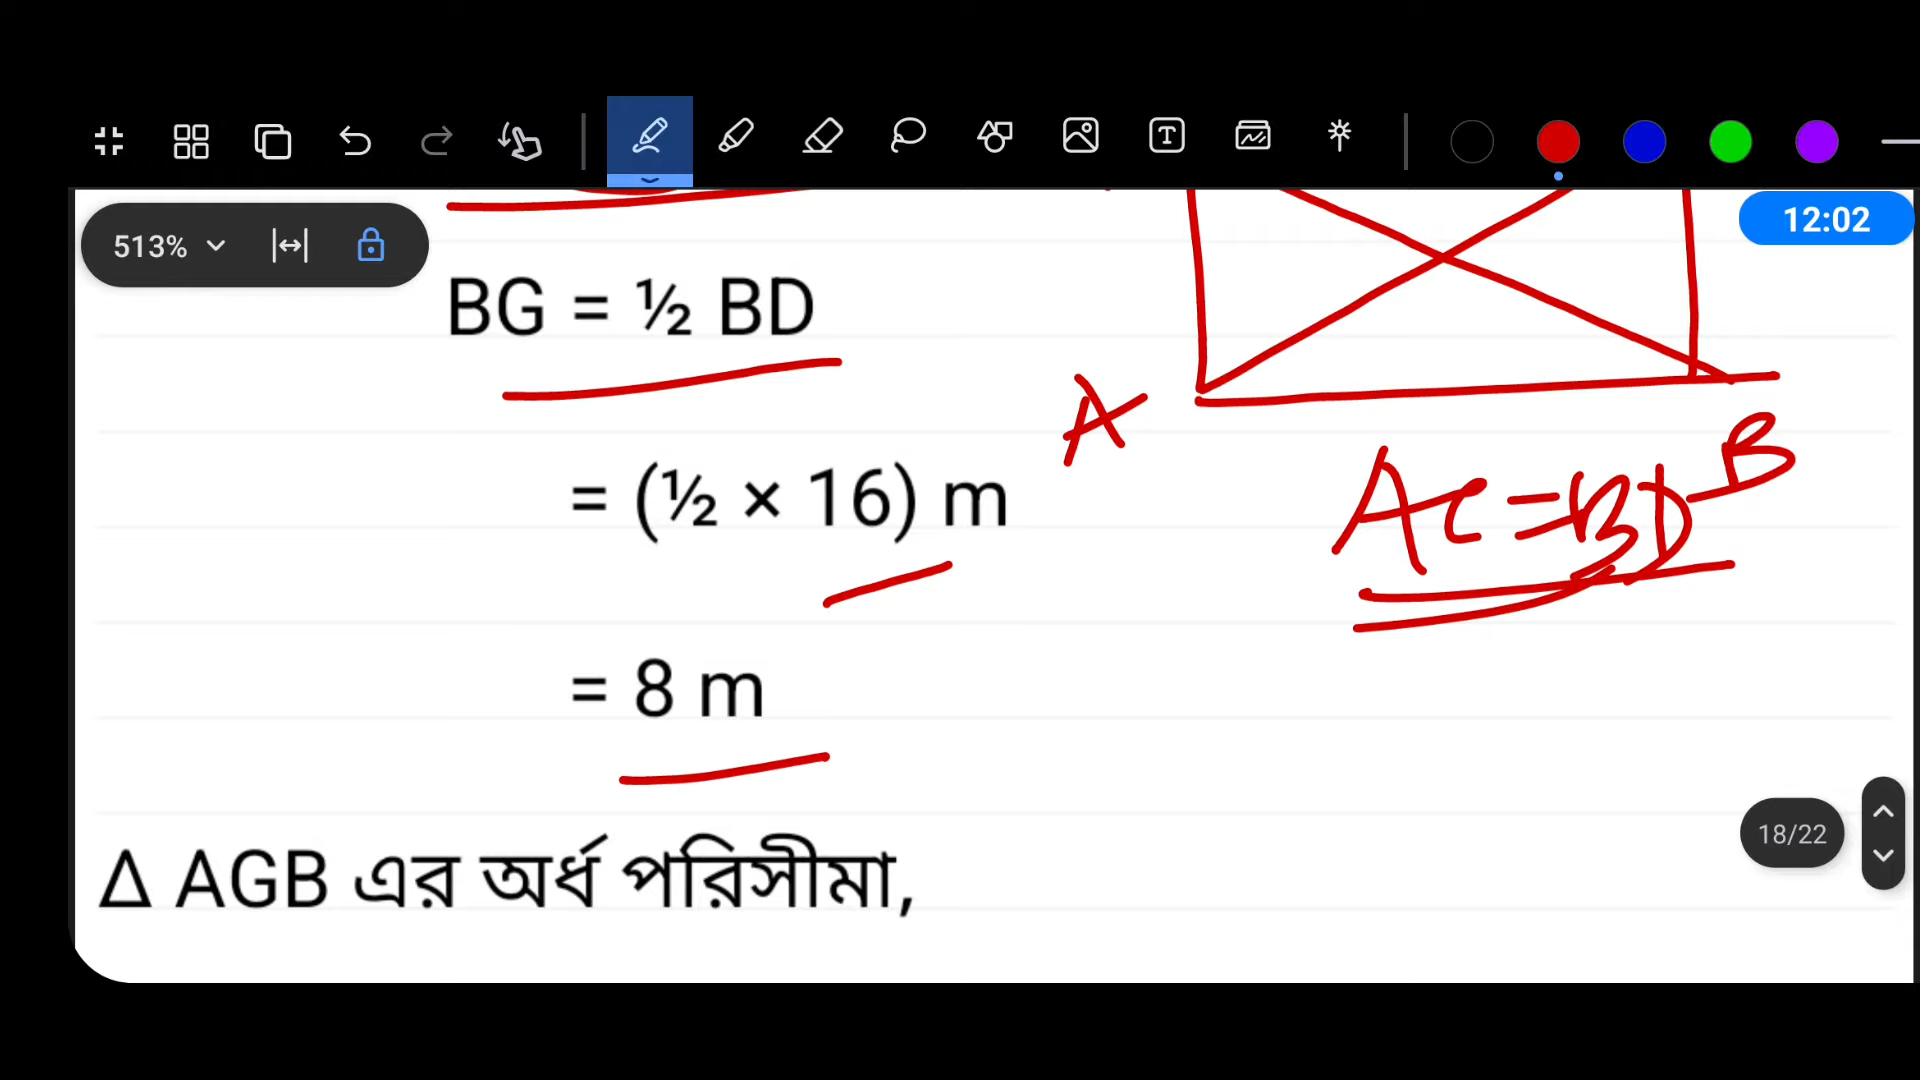 12:02
513%
BG = ½ BD
= (½ × 16) m
A
B
AC = BD
= 8 m
18/22
Δ AGB এর অর্ধ পরিসীমা,